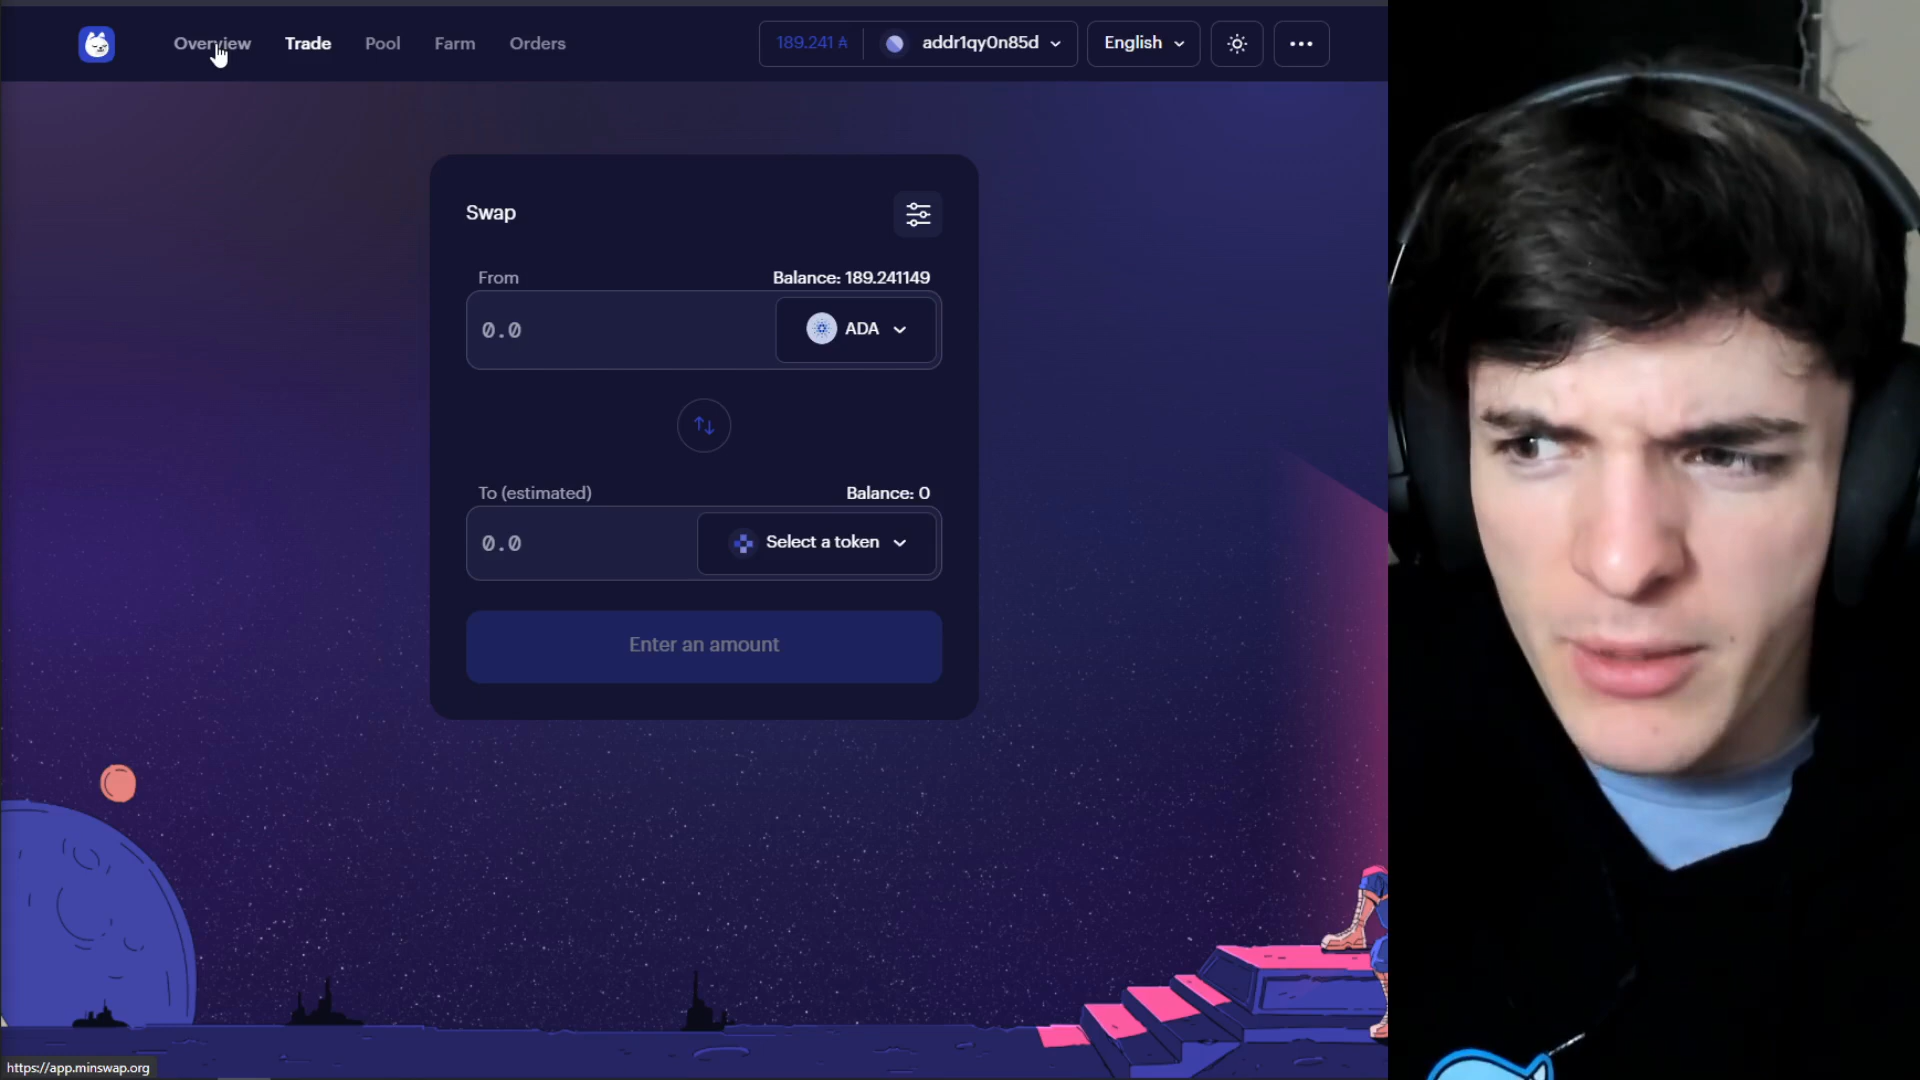 Overview Trade Pool Farm Orders 189.241 ₳ addr1qy0n85d English
Swap
From Balance: 189.241149
0.0 ADA
To (estimated) Balance: 0
0.0 Select a token
Enter an amount
https://app.minswap.org